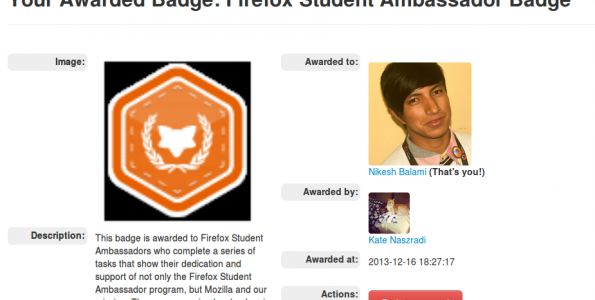 Your Awarded Badge: Firefox Student Ambassador Badge
Image:
Awarded to:
Nikesh Balami (That's you!)
Awarded by:
Kate Naszradi
Description:
This badge is awarded to Firefox Student
Ambassadors who complete a series of
tasks that show their dedication and
support of not only the Firefox Student
Ambassador program, but Mozilla and our
Awarded at:
2013-12-16 18:27:17
Actions: